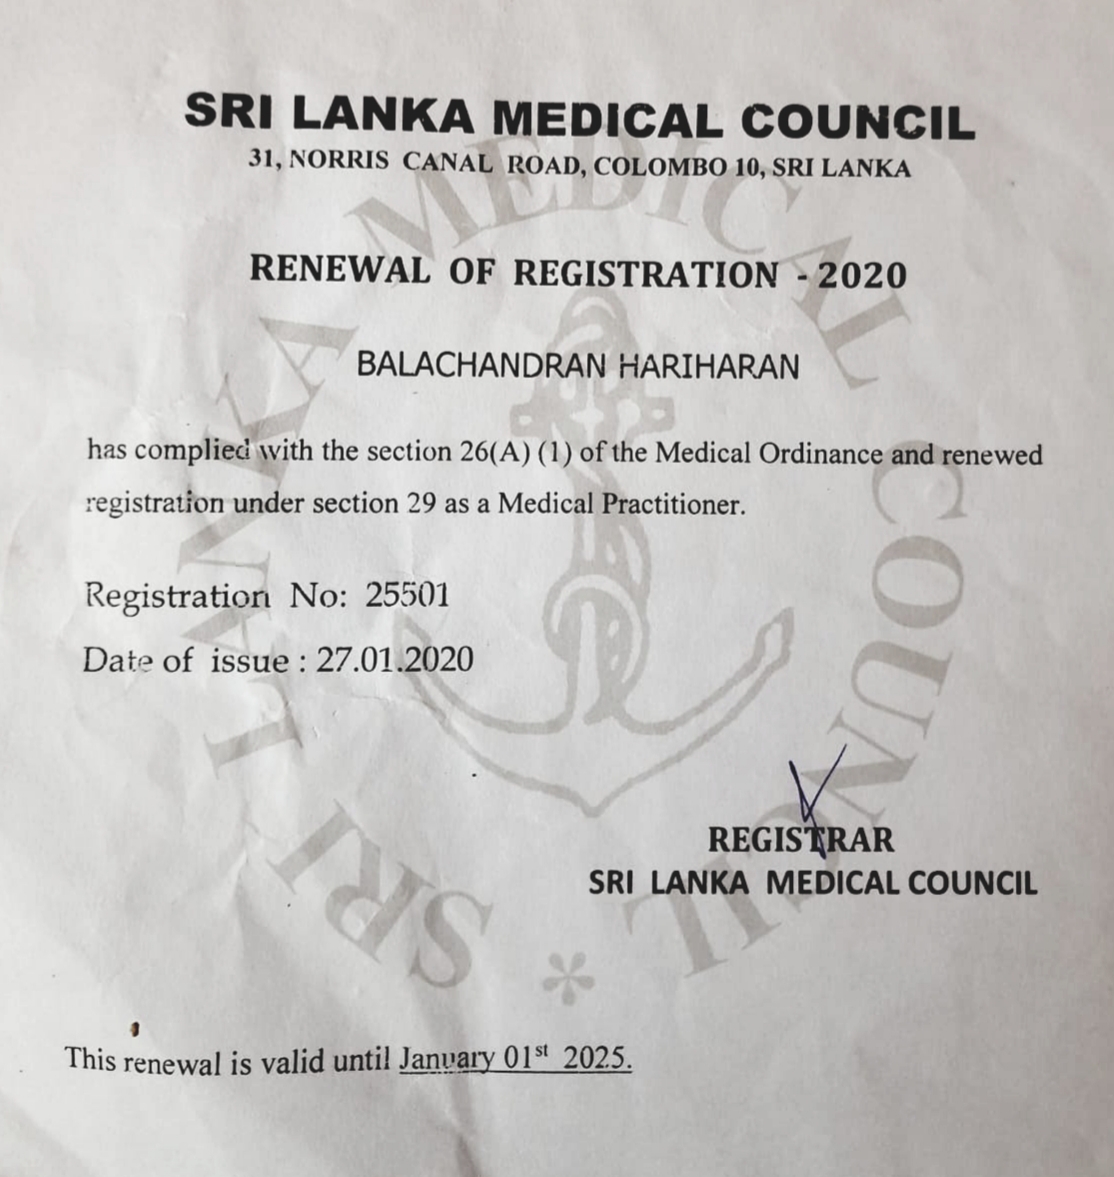 SRI LANKA MEDICAL COUNCIL
31, NORRIS CANAL ROAD, COLOMBO 10, SRI LANKA
RENEWAL OF REGISTRATION - 2020
BALACHANDRAN HARIHARAN
has complied with the section 26(A) (1) of the Medical Ordinance and renewed
registration under section 29 as a Medical Practitioner.
Registration No: 25501
Date of issue : 27.01.2020
REGISTRAR
SRI LANKA MEDICAL COUNCIL
This renewal is valid until January 01st 2025.
SRI LANKA MEDICAL COUNCIL *